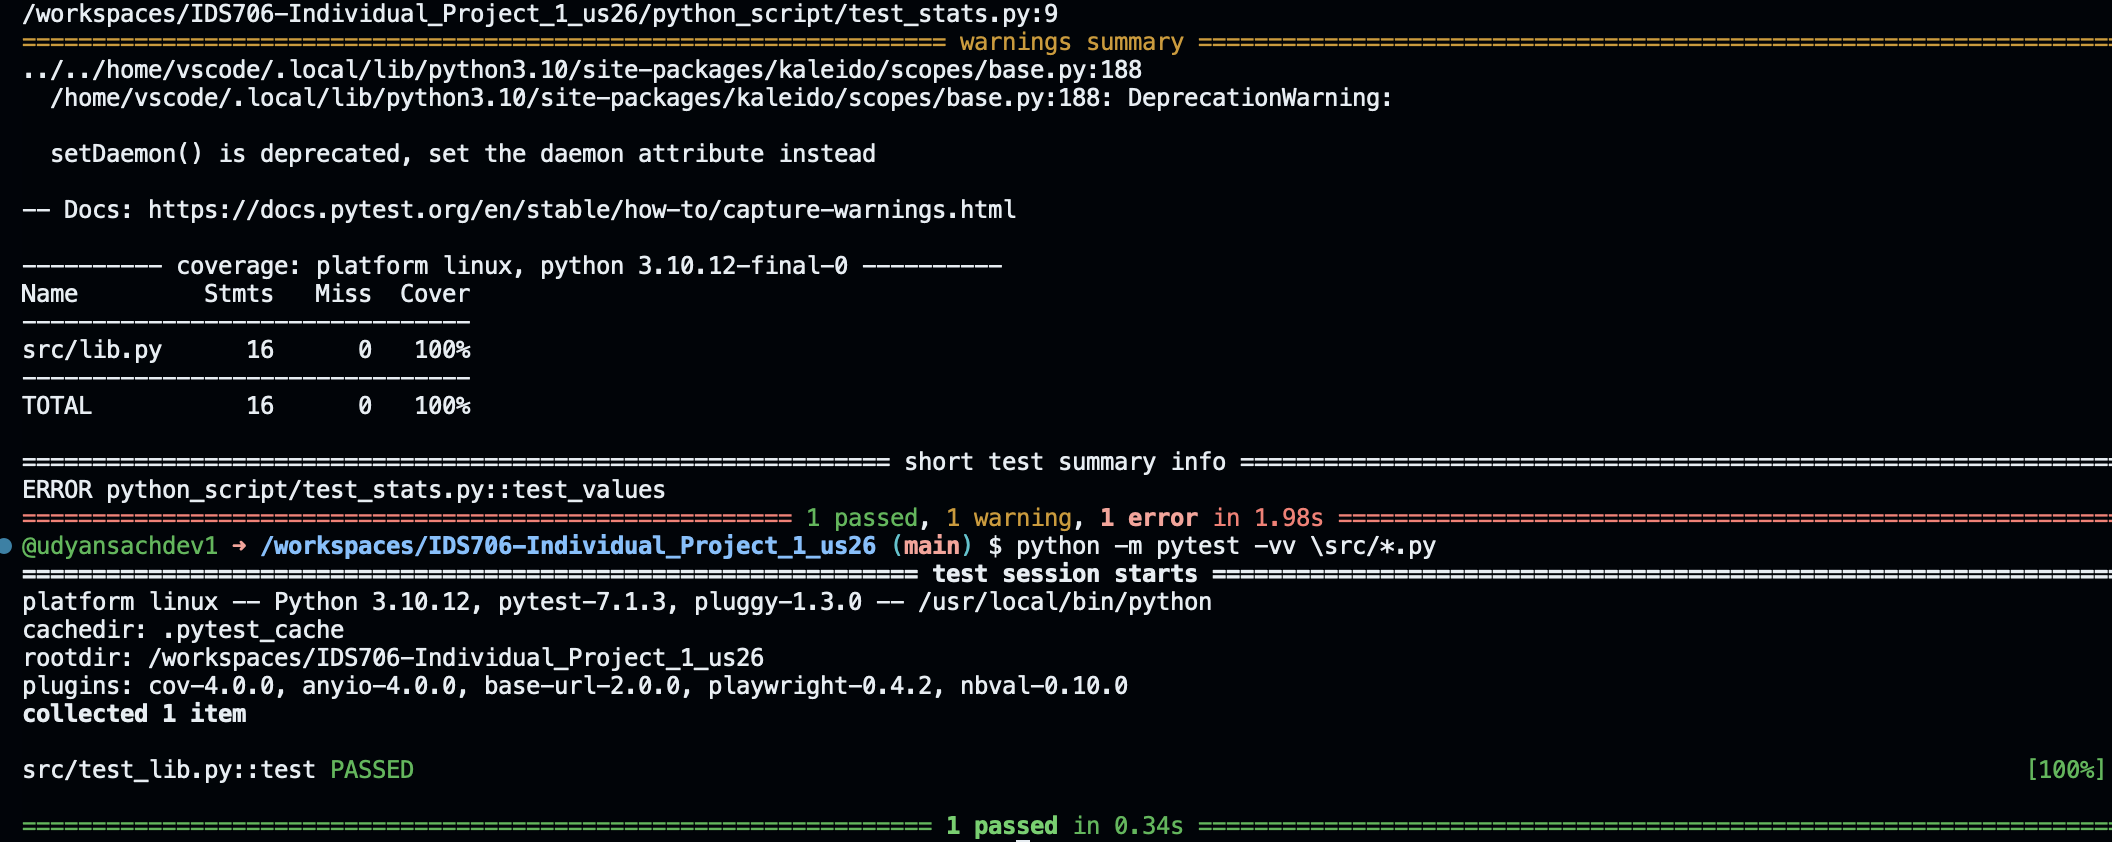 /workspaces/IDS706-Individual_Project_1_us26/python_script/test_stats.py:9
================================================================== warnings summary ==================================================================
../../home/vscode/.local/lib/python3.10/site-packages/kaleido/scopes/base.py:188
  /home/vscode/.local/lib/python3.10/site-packages/kaleido/scopes/base.py:188: DeprecationWarning:

  setDaemon() is deprecated, set the daemon attribute instead

-- Docs: https://docs.pytest.org/en/stable/how-to/capture-warnings.html

---------- coverage: platform linux, python 3.10.12-final-0 ----------
Name         Stmts   Miss  Cover
--------------------------------
src/lib.py      16      0   100%
--------------------------------
TOTAL           16      0   100%

============================================================== short test summary info ===============================================================
ERROR python_script/test_stats.py::test_values
======================================================= 1 passed, 1 warning, 1 error in 1.98s ========================================================
@udyansachdev1 ➜ /workspaces/IDS706-Individual_Project_1_us26 (main) $ python -m pytest -vv \src/*.py
================================================================ test session starts =================================================================
platform linux -- Python 3.10.12, pytest-7.1.3, pluggy-1.3.0 -- /usr/local/bin/python
cachedir: .pytest_cache
rootdir: /workspaces/IDS706-Individual_Project_1_us26
plugins: cov-4.0.0, anyio-4.0.0, base-url-2.0.0, playwright-0.4.2, nbval-0.10.0
collected 1 item

src/test_lib.py::test PASSED                                                                                                                   [100%]

================================================================= 1 passed in 0.34s ==================================================================